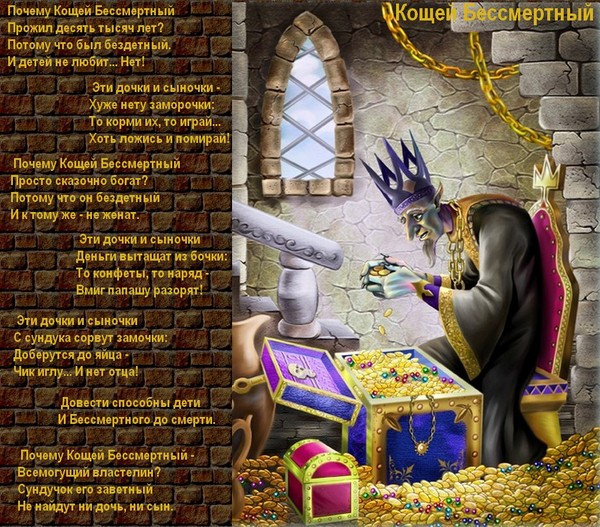 Кощей Бессмертный
Почему Кощей Бессмертный
Прожил десять тысяч лет?
Потому что был бездетный,
И детей не любит... Нет!
Эти дочки и сыночки -
Хуже нету заморочки:
То корми их, то играй...
Хоть ложись и помирай!
Почему Кощей Бессмертный
Просто сказочно богат?
Потому что он бездетный
И к тому же - не женат.
Эти дочки и сыночки
Деньги вытащат из бочки:
То конфеты, то наряд -
Вмиг папашу разорят!
Эти дочки и сыночки
С сундука сорвут замочки:
Доберутся до яйца -
Чик иглу... И нет отца!
Довести способны дети
И Бессмертного до смерти.
Почему Кощей Бессмертный -
Всемогущий властелин?
Сундучок его заветный
Не найдут ни дочь, ни сын.